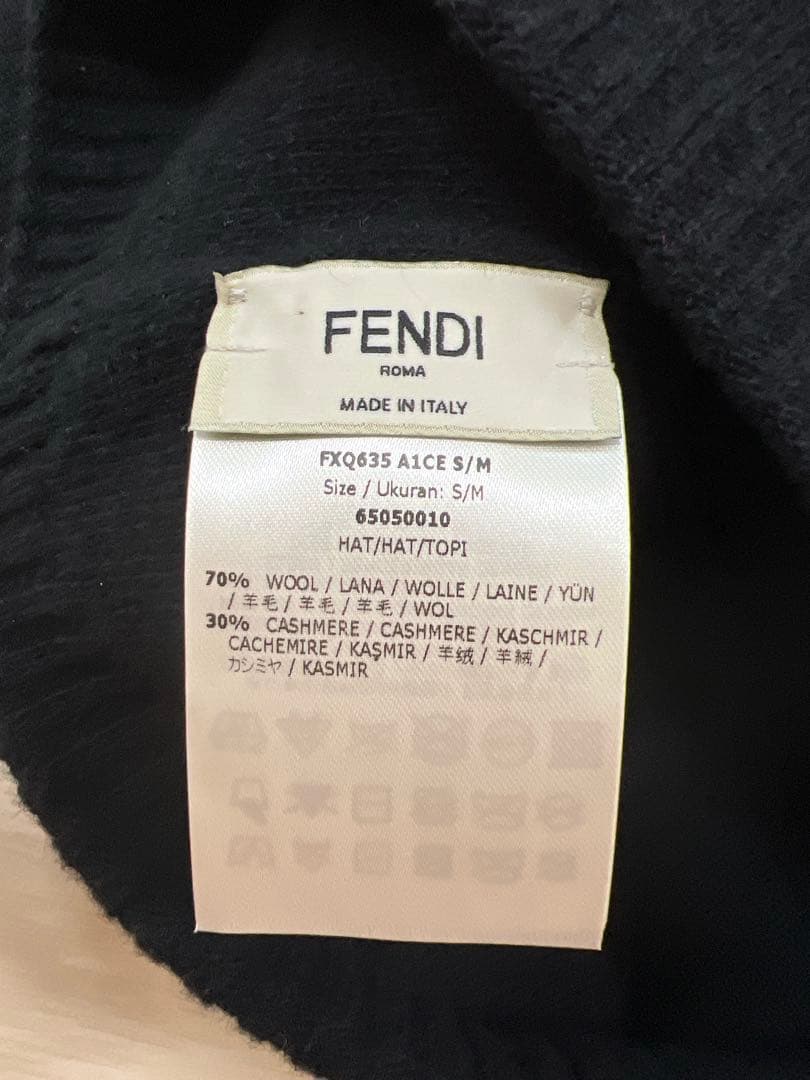 FENDI
ROMA
MADE IN ITALY
FXQ635 A1CE S/M
Size / Ukuran: S/M
65050010
HAT/HAT/TOPI
70% WOOL / LANA / WOLLE / LAINE / YÜN
/ 羊毛 / 羊毛 / 羊毛 / WOL
30% CASHMERE / CASHMERE / KASCHMIR /
CACHEMIRE / KAŞMIR / 羊绒 / 羊絨 /
カシミヤ / KASMIR